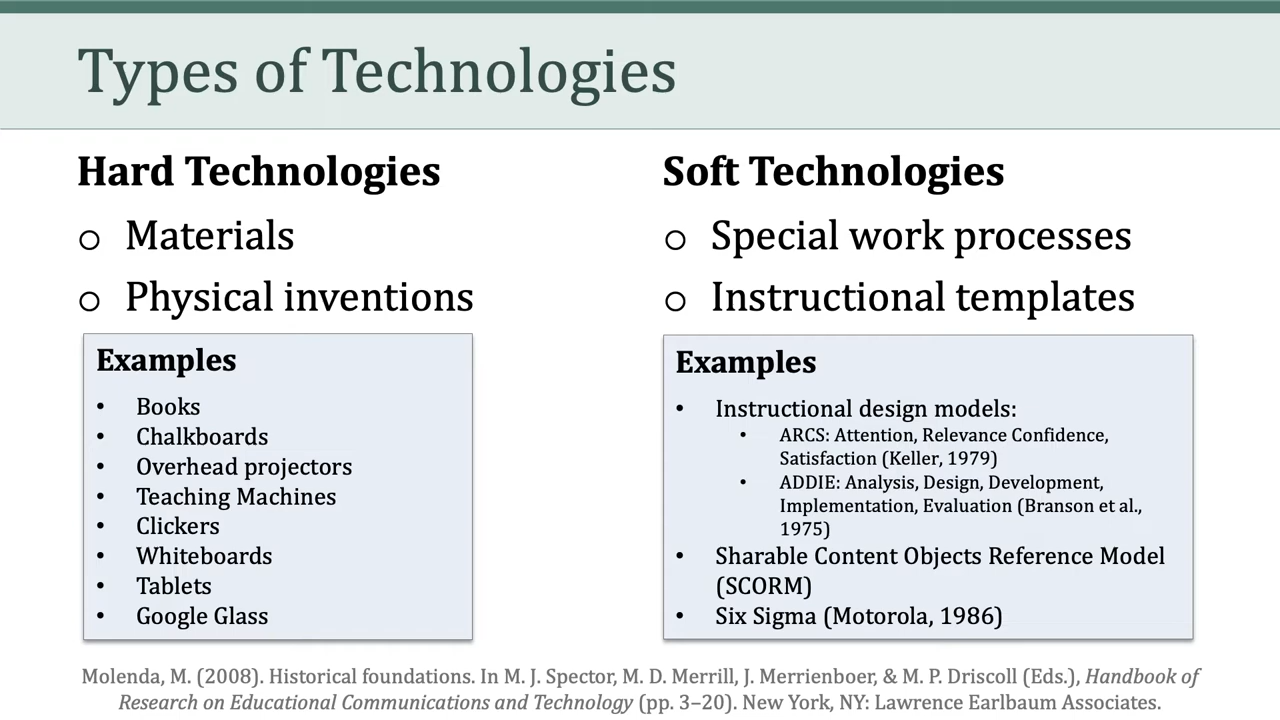 Types of Technologies
Hard Technologies
o Materials
o Physical inventions
Examples
• Books
• Chalkboards
• Overhead projectors
• Teaching Machines
• Clickers
• Whiteboards
• Tablets
• Google Glass
Soft Technologies
o Special work processes
o Instructional templates
Examples
• Instructional design models:
• ARCS: Attention, Relevance Confidence,
Satisfaction (Keller, 1979)
• ADDIE: Analysis, Design, Development,
Implementation, Evaluation (Branson et al.,
1975)
• Sharable Content Objects Reference Model
(SCORM)
• Six Sigma (Motorola, 1986)
Molenda, M. (2008). Historical foundations. In M. J. Spector, M. D. Merrill, J. Merrienboer, & M. P. Driscoll (Eds.), Handbook of
Research on Educational Communications and Technology (pp. 3–20). New York, NY: Lawrence Earlbaum Associates.